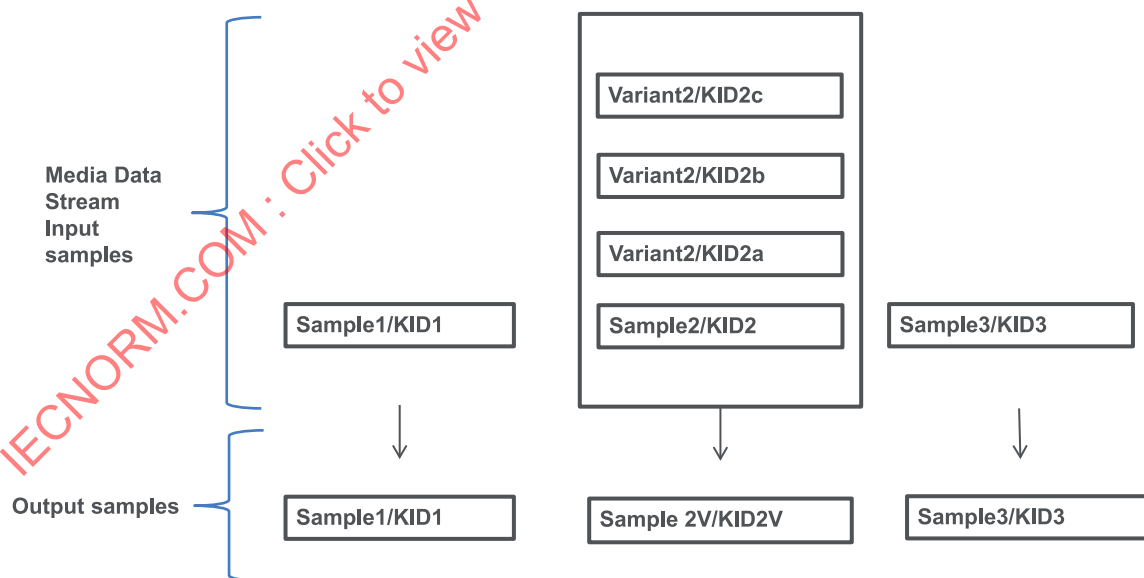 Variant2/KID2c
Variant2/KID2b
Variant2/KID2a
Media Data
Stream
Input
samples
Sample1/KID1
Sample2/KID2
Sample3/KID3
Output samples
Sample1/KID1
Sample 2V/KID2V
Sample3/KID3
IECNORM.COM : Click to view